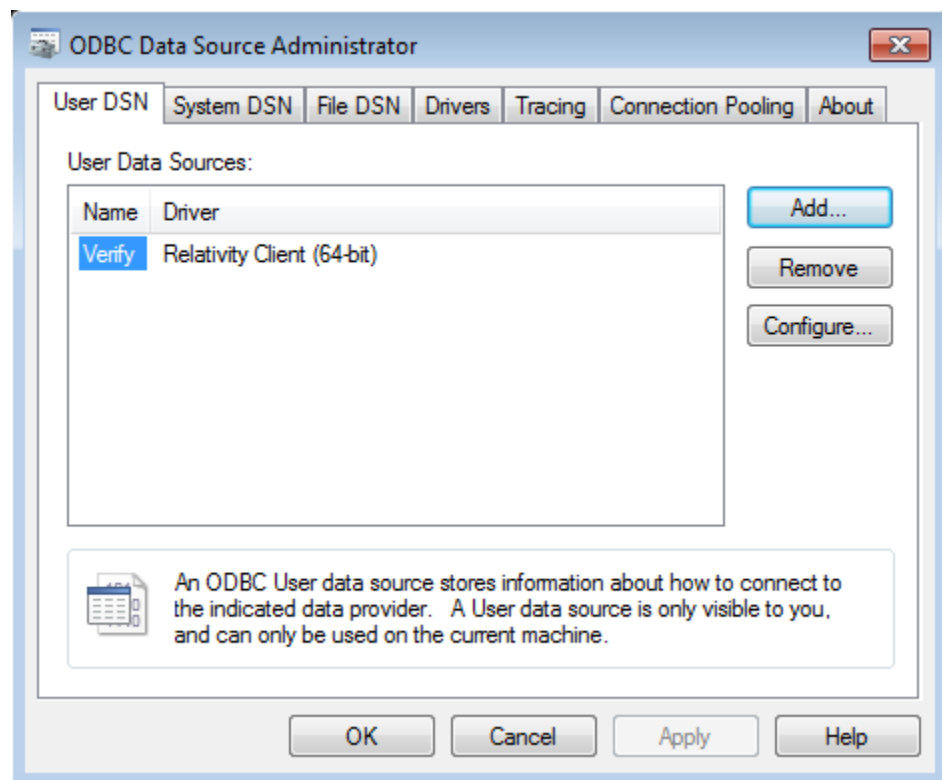 ODBC Data Source Administrator
User DSN System DSN File DSN Drivers Tracing Connection Pooling About
User Data Sources:
Name Driver
Verify Relativity Client (64-bit)
Add...
Remove
Configure...
An ODBC User data source stores information about how to connect to
the indicated data provider. A User data source is only visible to you,
and can only be used on the current machine.
OK Cancel Apply Help